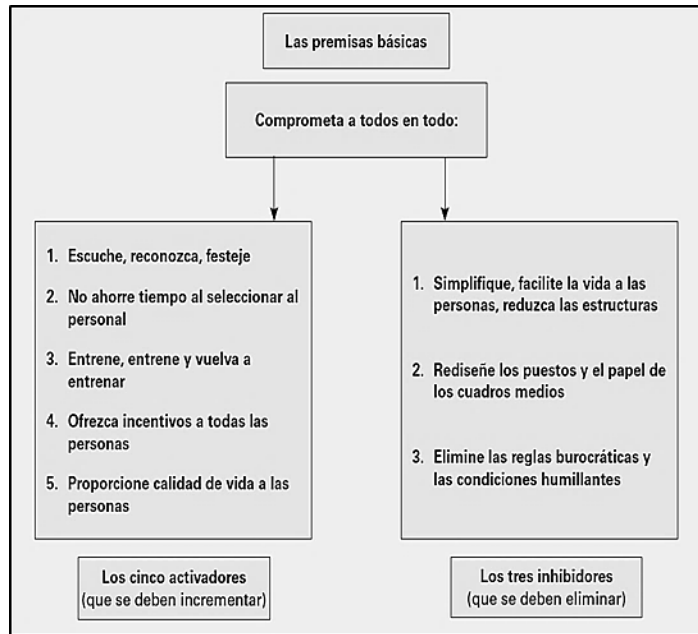 Las premisas básicas
Comprometa a todos en todo:
1. Escuche, reconozca, festeje
2. No ahorre tiempo al seleccionar al
personal
3. Entrene, entrene y vuelva a
entrenar
4. Ofrezca incentivos a todas las
personas
5. Proporcione calidad de vida a las
personas
Los cinco activadores
(que se deben incrementar)
1. Simplifique, facilite la vida a las
personas, reduzca las estructuras
2. Rediseñe los puestos y el papel de
los cuadros medios
3. Elimine las reglas burocráticas y
las condiciones humillantes
Los tres inhibidores
(que se deben eliminar)